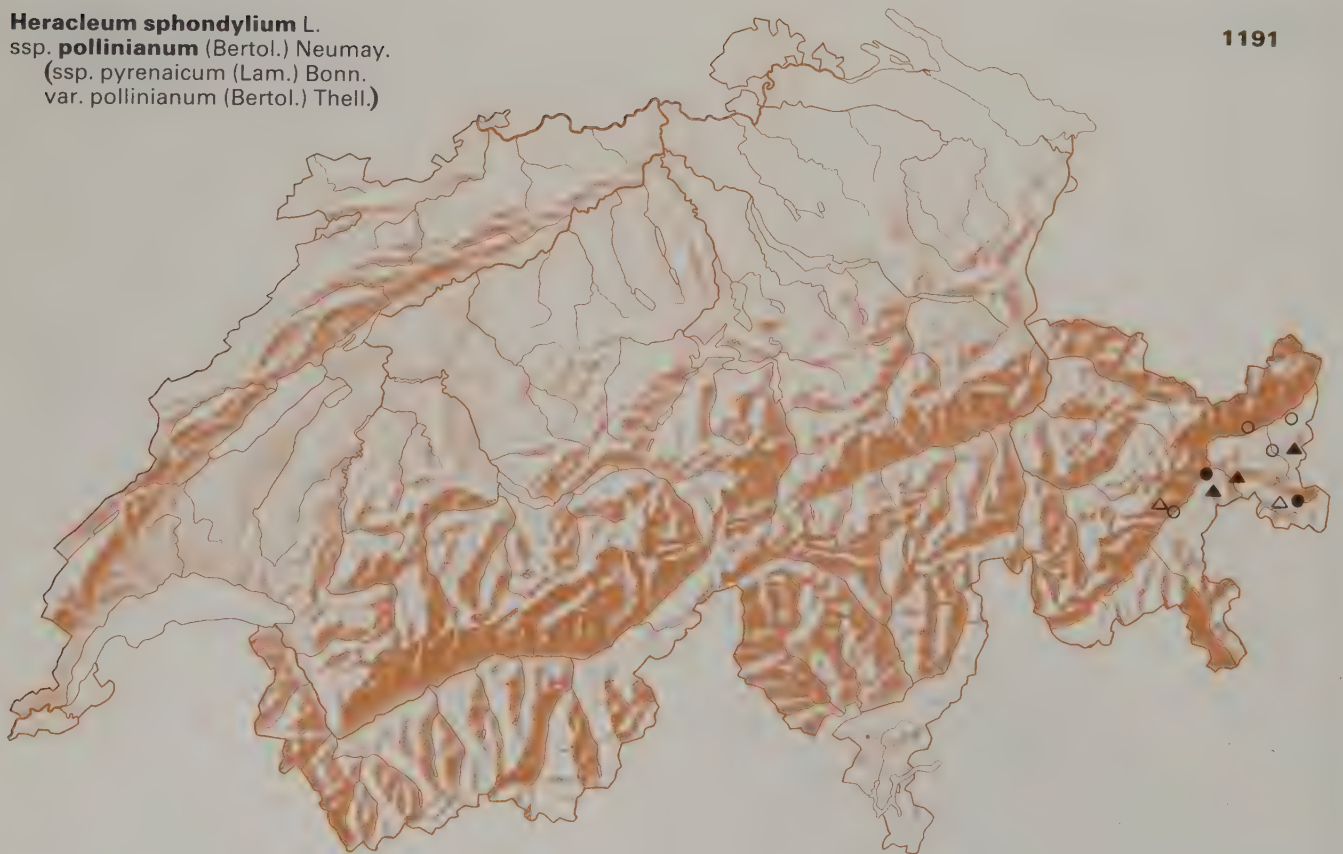 Heracleum sphondylium L.
ssp. pollinianum (Bertol.) Neumay.
(ssp. pyrenaicum (Lam.) Bonn.
var. pollinianum (Bertol.) Thell.)
1191